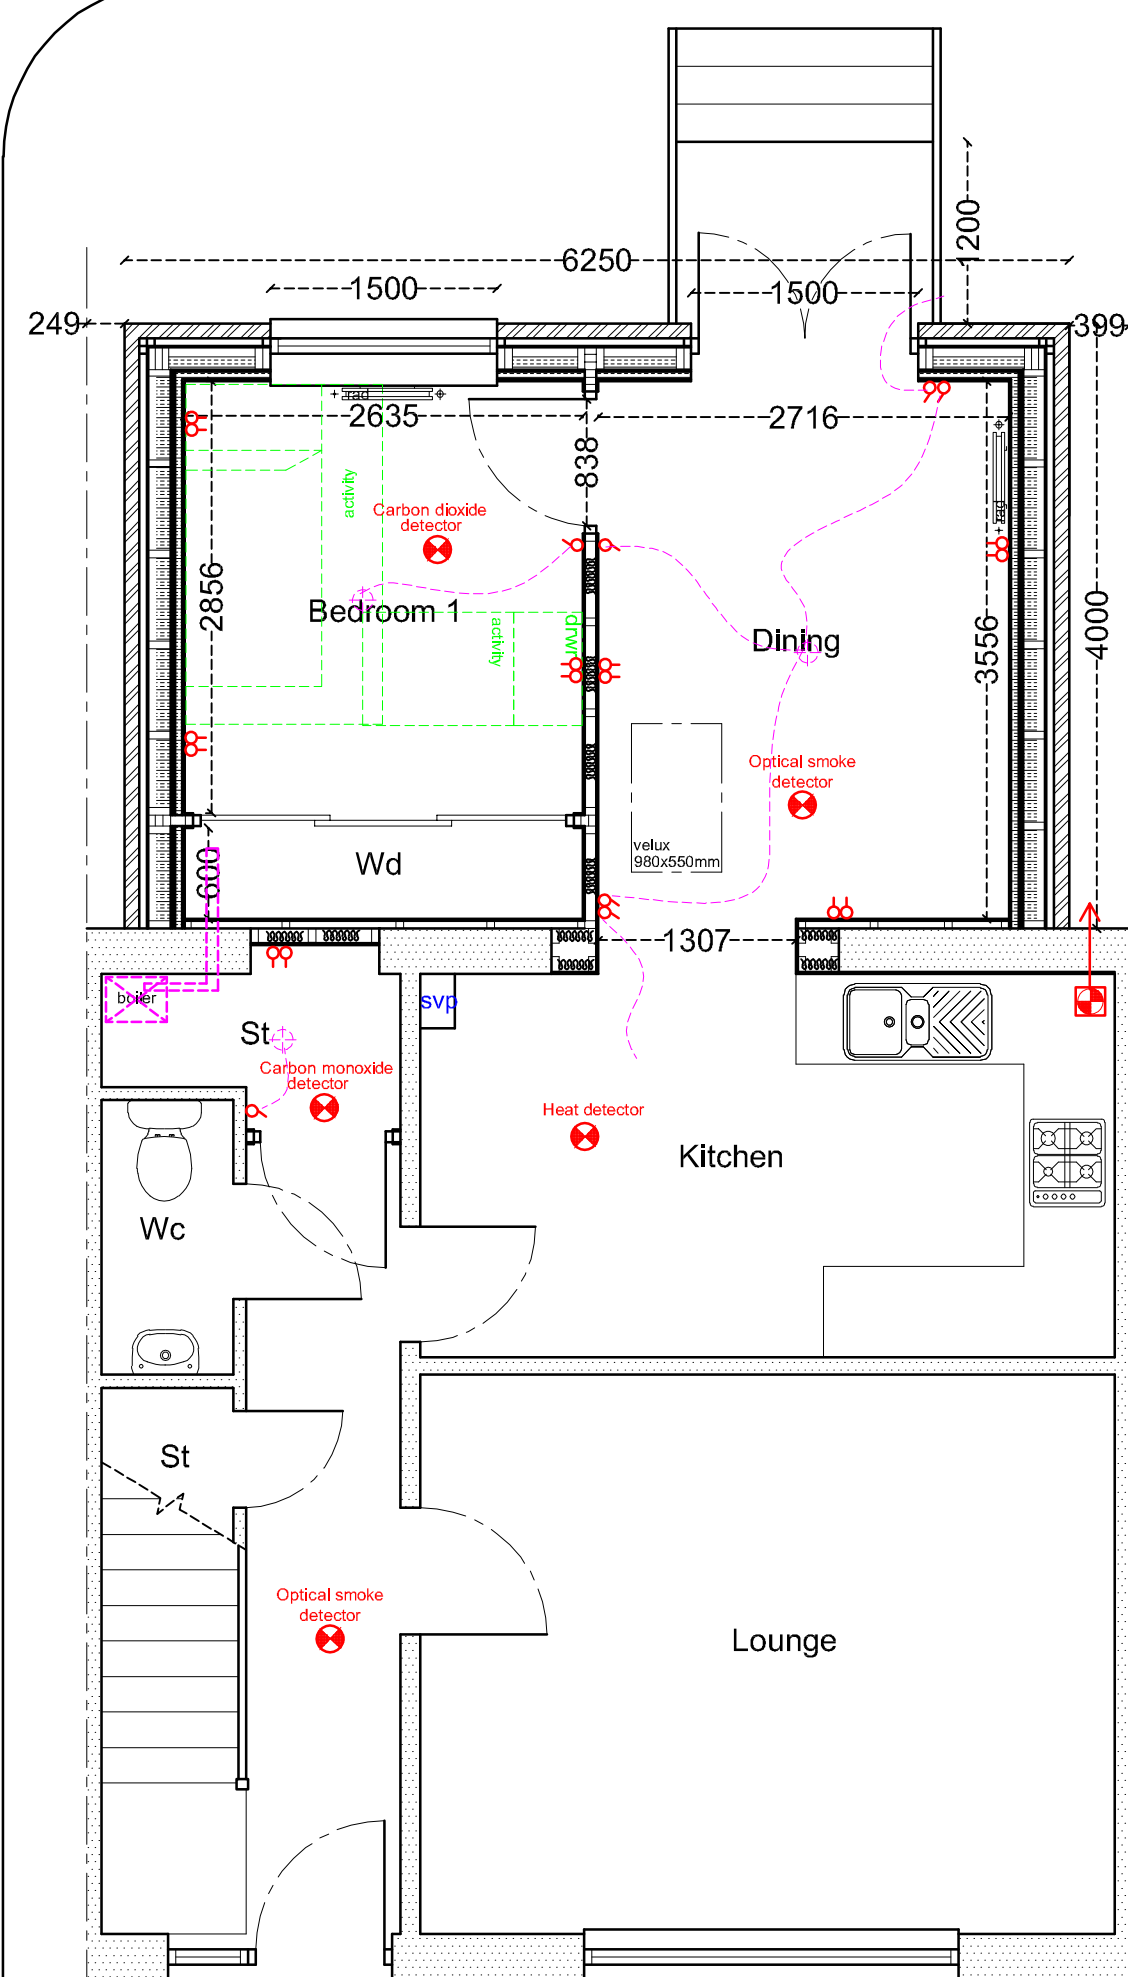 1200
6250
1500
1500
249
399
rad
2635
2716
838
activity
Carbon dioxide
detector
rad
2856
Bedroom 1
activity
drwr
Dining
3556
4000
Optical smoke
detector
velux
980x550mm
600
Wd
1307
boiler
svp
St
Carbon monoxide
detector
Heat detector
Kitchen
Wc
St
Optical smoke
detector
Lounge